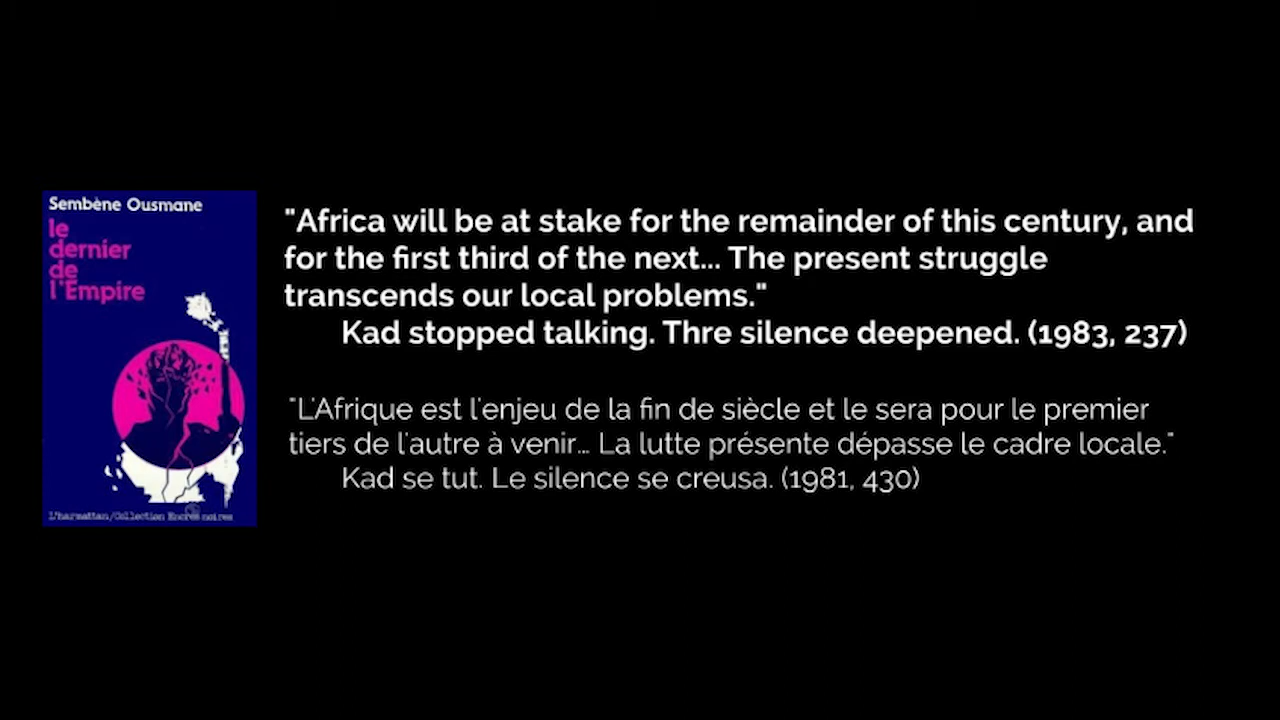 Sembène Ousmane
le
dernier
de
l'Empire
L'harmattan/Collection Encres noires
"Africa will be at stake for the remainder of this century, and
for the first third of the next... The present struggle
transcends our local problems."
Kad stopped talking. Thre silence deepened. (1983, 237)
"L'Afrique est l'enjeu de la fin de siècle et le sera pour le premier
tiers de l'autre à venir... La lutte présente dépasse le cadre locale."
Kad se tut. Le silence se creusa. (1981, 430)